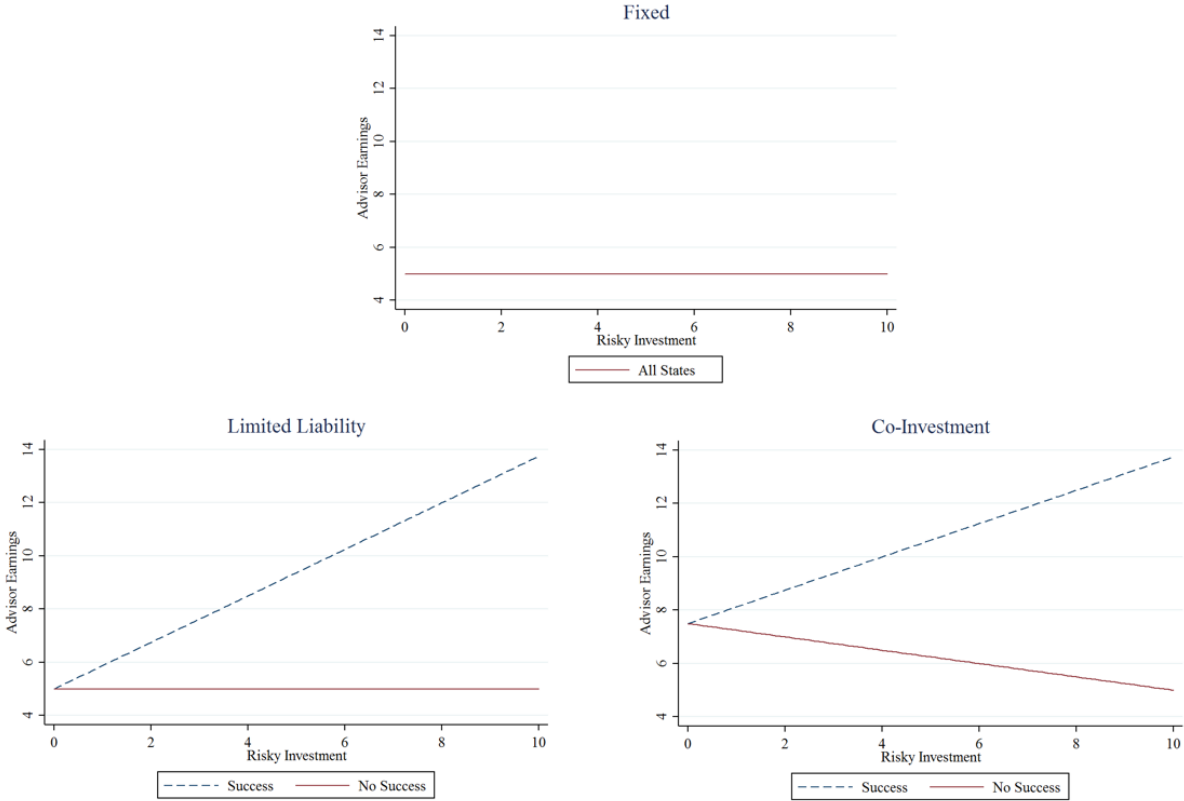 Fixed
Advisor Earnings
14
12
10
8
6
4
0 2 4 6 8 10
Risky Investment
All States
Limited Liability
Advisor Earnings
14
12
10
8
6
4
0 2 4 6 8 10
Risky Investment
Success No Success
Co-Investment
Advisor Earnings
14
12
10
8
6
4
0 2 4 6 8 10
Risky Investment
Success No Success